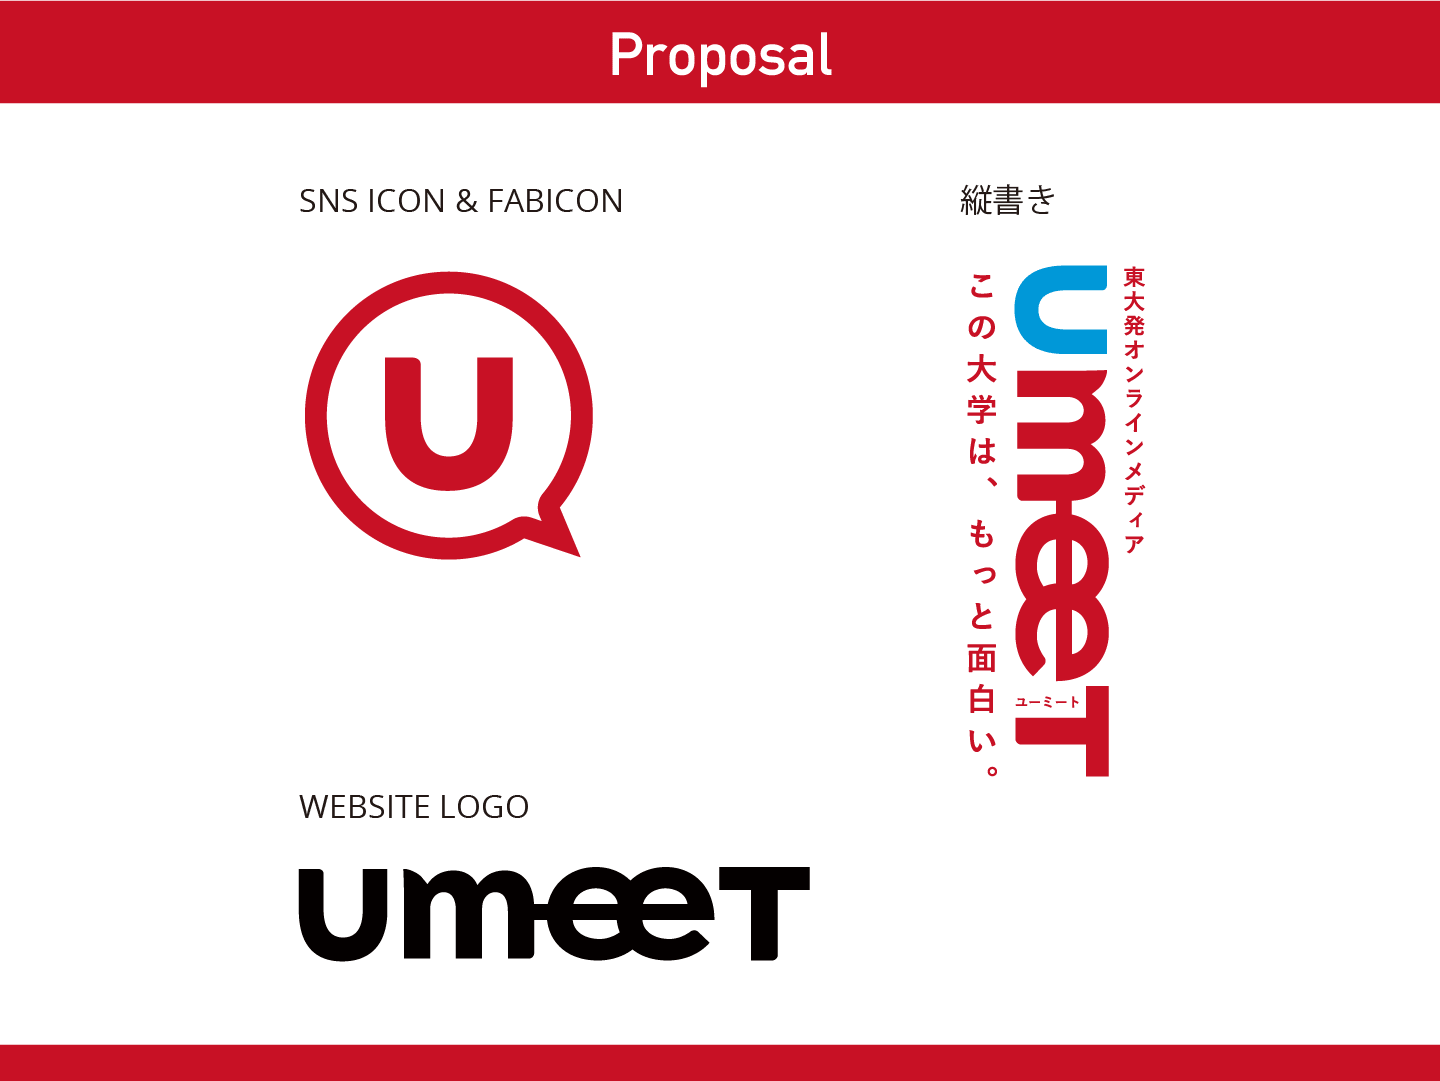 Proposal
SNS ICON & FABICON
U
縦書き
東大発オンラインメディア
umeeT
ユーミート
この大学は、もっと面白い。
WEBSITE LOGO
umeeT